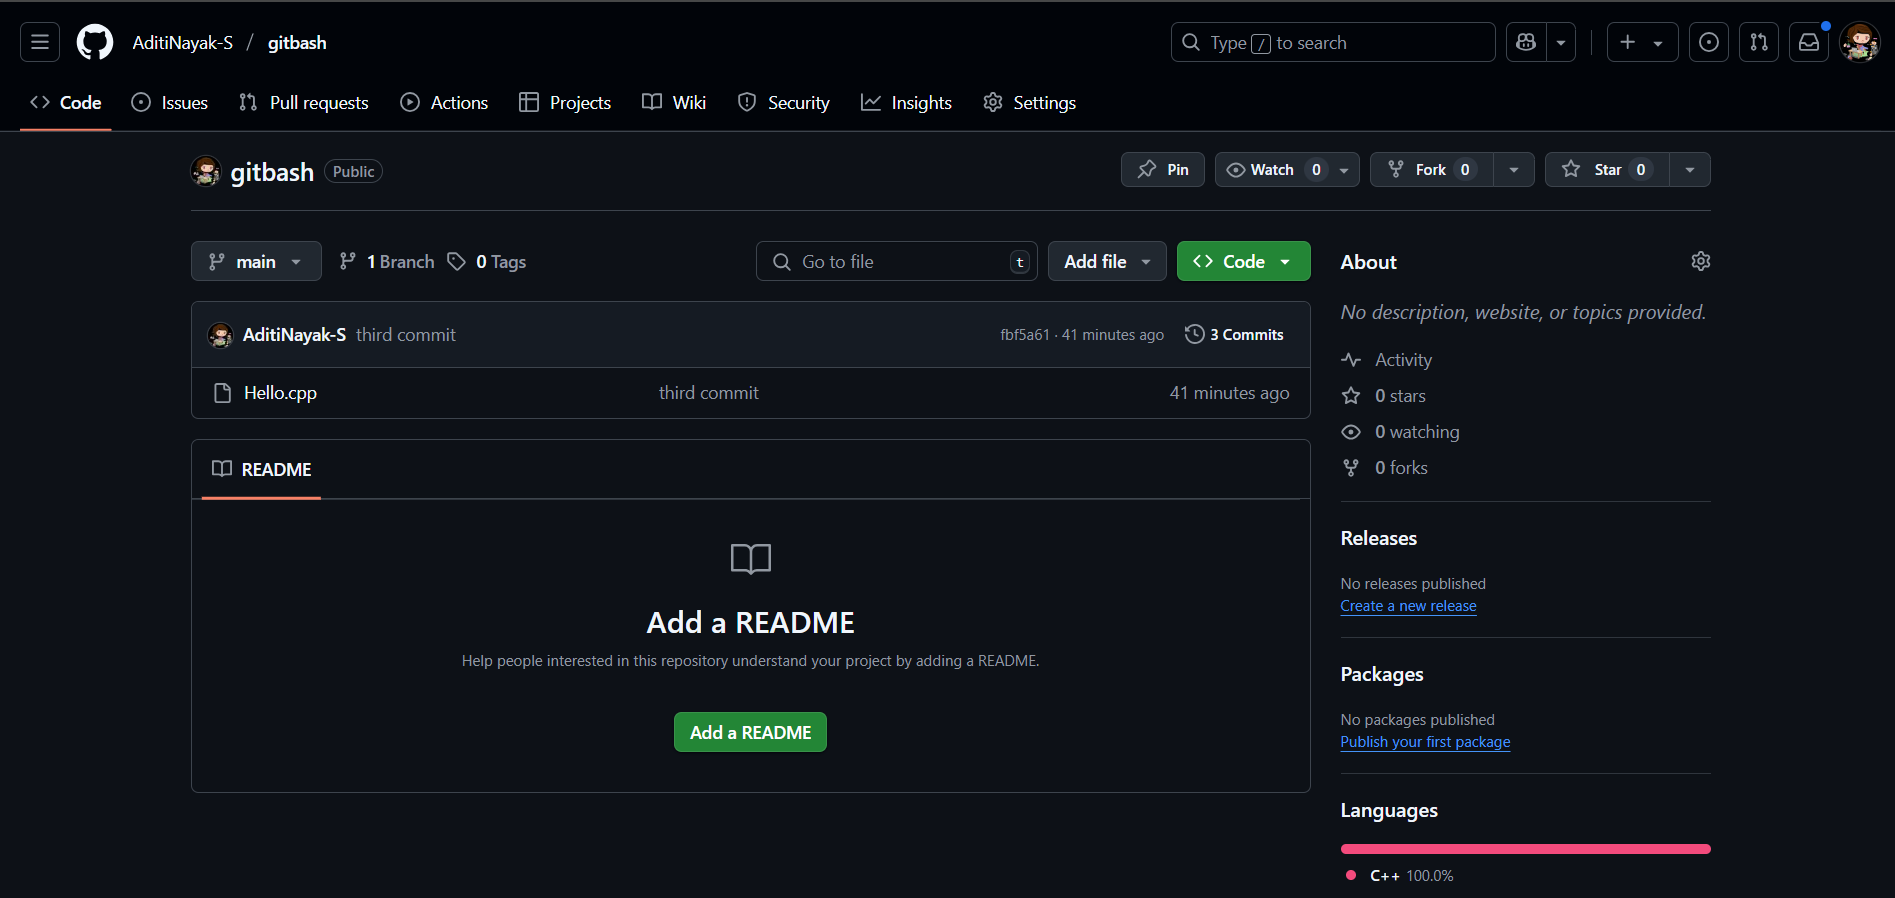 AditiNayak-S / gitbash
Type / to search
Code Issues Pull requests Actions Projects Wiki Security Insights Settings
gitbash Public
Pin Watch 0 Fork 0 Star 0
main 1 Branch 0 Tags
Go to file t
Add file
Code
AditiNayak-S third commit
fbf5a61 · 41 minutes ago
3 Commits
Hello.cpp third commit 41 minutes ago
README
Add a README
Help people interested in this repository understand your project by adding a README.
Add a README
About
No description, website, or topics provided.
Activity
0 stars
0 watching
0 forks
Releases
No releases published
Create a new release
Packages
No packages published
Publish your first package
Languages
C++ 100.0%